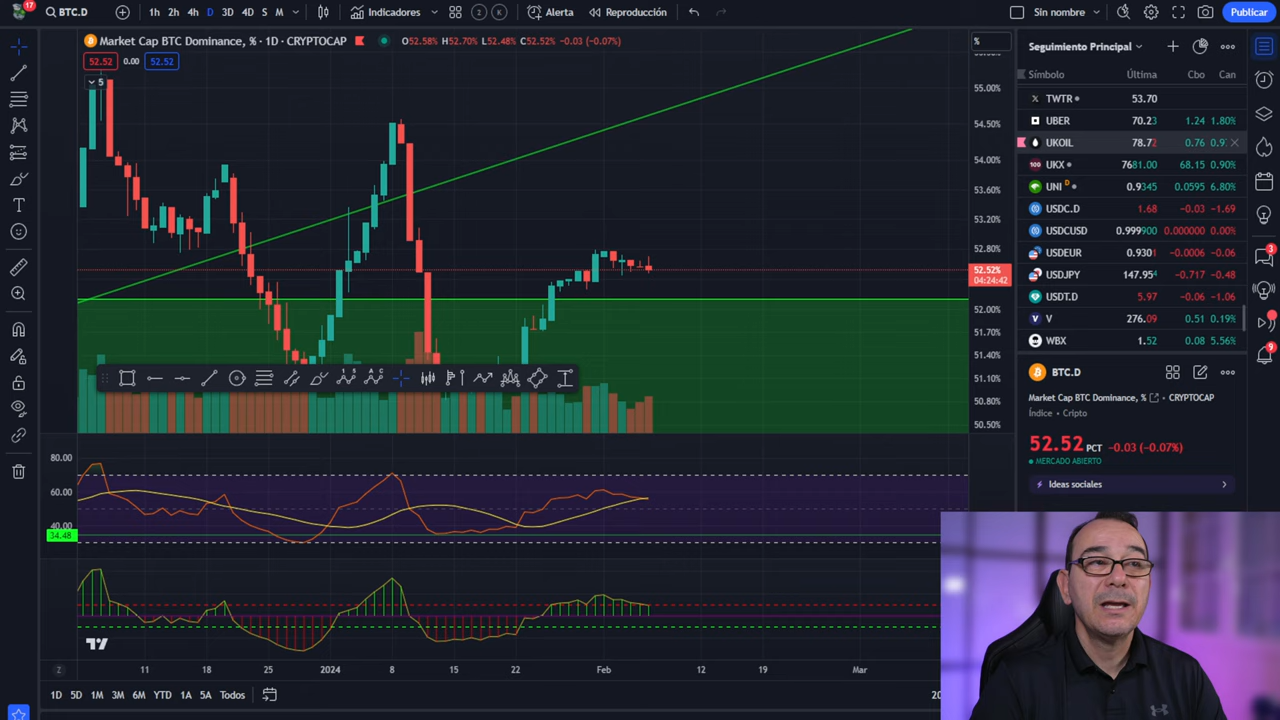 17
BTC.D
1h 2h 4h D 3D 4D S M
Indicadores
Alerta
Reproducción
Sin nombre
Publicar
Market Cap BTC Dominance, % · 1D · CRYPTOCAP
O52.58% H52.70% L52.48% C52.52% -0.03 (-0.07%)
52.52 0.00 52.52
5
%
55.00%
54.50%
54.00%
53.60%
53.20%
52.80%
52.52%
04:24:42
52.00%
51.70%
51.40%
51.10%
50.80%
50.50%
80.00
60.00
40.00
34.48
11 18 25 2024 8 15 22 Feb 12 19 Mar
Z
1D 5D 1M 3M 6M YTD 1A 5A Todos
Seguimiento Principal
Símbolo Última Cbo Can
TWTR 53.70
UBER 70.23 1.24 1.80%
UKOIL 78.72 0.76
UKX 7681.00 68.15 0.90%
UNI D 0.9345 0.0595 6.80%
USDC.D 1.68 -0.03 -1.69
USDCUSD 0.999900 0.000000 0.00%
USDEUR 0.9301 -0.0006 -0.06
USDJPY 147.954 -0.717 -0.48
USDT.D 5.97 -0.06 -1.06
V 276.09 0.51 0.19%
WBX 1.52 0.08 5.56%
BTC.D
Market Cap BTC Dominance, % · CRYPTOCAP
Índice • Cripto
52.52 PCT -0.03 (-0.07%)
MERCADO ABIERTO
Ideas sociales
3
9